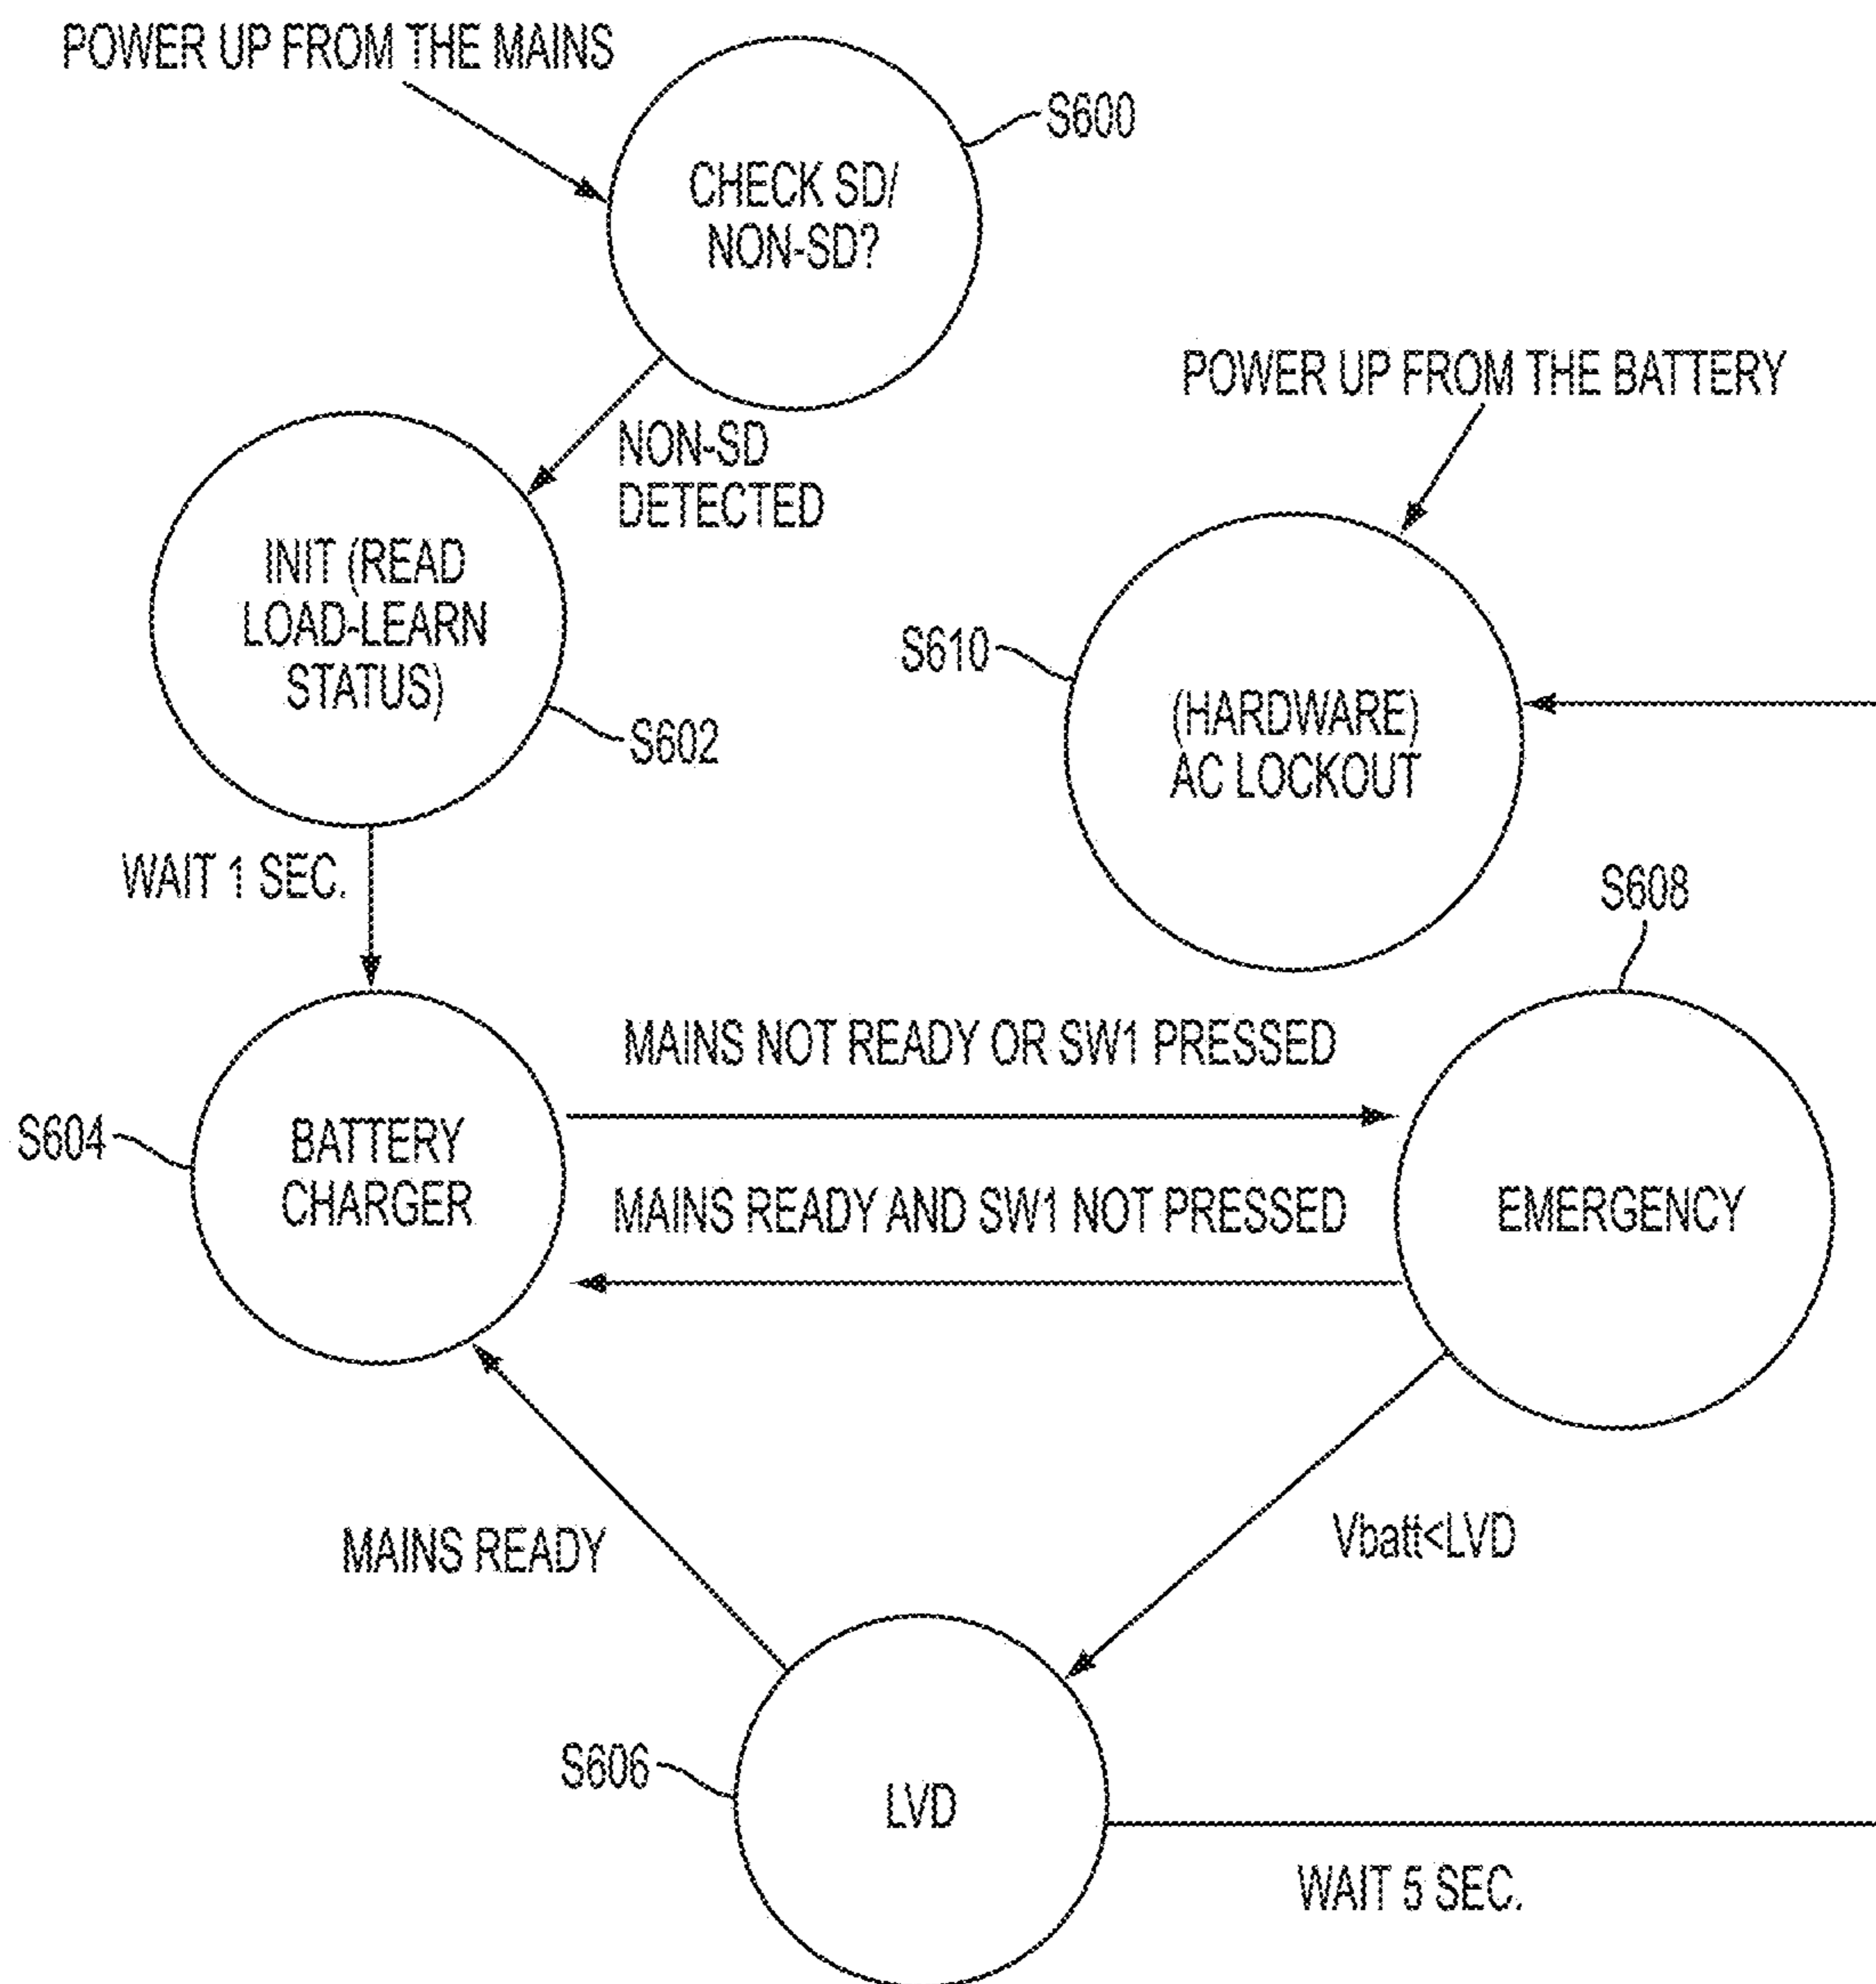 POWER UP FROM THE MAINS
S600
CHECK SD/
NON-SD?
POWER UP FROM THE BATTERY
NON-SD
DETECTED
INIT (READ
LOAD-LEARN
STATUS)
S602
S610
(HARDWARE)
AC LOCKOUT
WAIT 1 SEC.
S608
MAINS NOT READY OR SW1 PRESSED
S604
BATTERY
CHARGER
MAINS READY AND SW1 NOT PRESSED
EMERGENCY
MAINS READY
Vbatt<LVD
S606
LVD
WAIT 5 SEC.